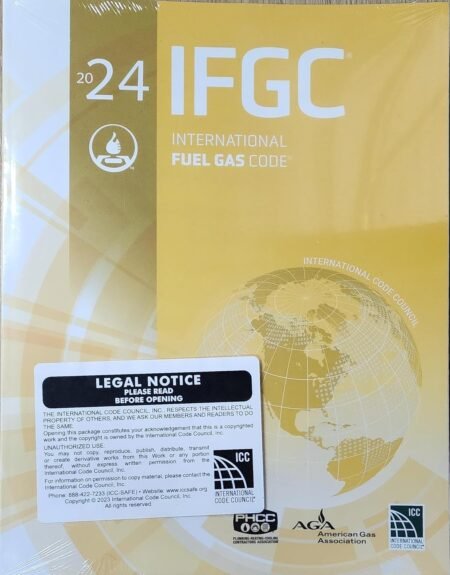 2024
IFGC®
INTERNATIONAL
FUEL GAS CODE®
INTERNATIONAL CODE COUNCIL
LEGAL NOTICE
PLEASE READ
BEFORE OPENING
THE INTERNATIONAL CODE COUNCIL, INC., RESPECTS THE INTELLECTUAL
PROPERTY OF OTHERS, AND WE ASK OUR MEMBERS AND READERS TO DO
THE SAME.
Opening this package constitutes your acknowledgement that this is a copyrighted
work and the copyright is owned by the International Code Council, Inc.
UNAUTHORIZED USE.
You may not copy, reproduce, publish, distribute, transmit
or create derivative works from this Work or any portion
thereof, without express written permission from the
International Code Council, Inc.
For information on permission to copy material, please contact the
International Code Council, Inc.
Phone: 888-422-7233 (ICC-SAFE) • Website: www.iccsafe.org
Copyright © 2023 International Code Council, Inc.
All rights reserved
ICC
INTERNATIONAL
CODE COUNCIL®
PHCC
PLUMBING-HEATING-COOLING
CONTRACTORS ASSOCIATION
AGA
American Gas
Association
ICC
INTERNATIONAL
CODE COUNCIL®